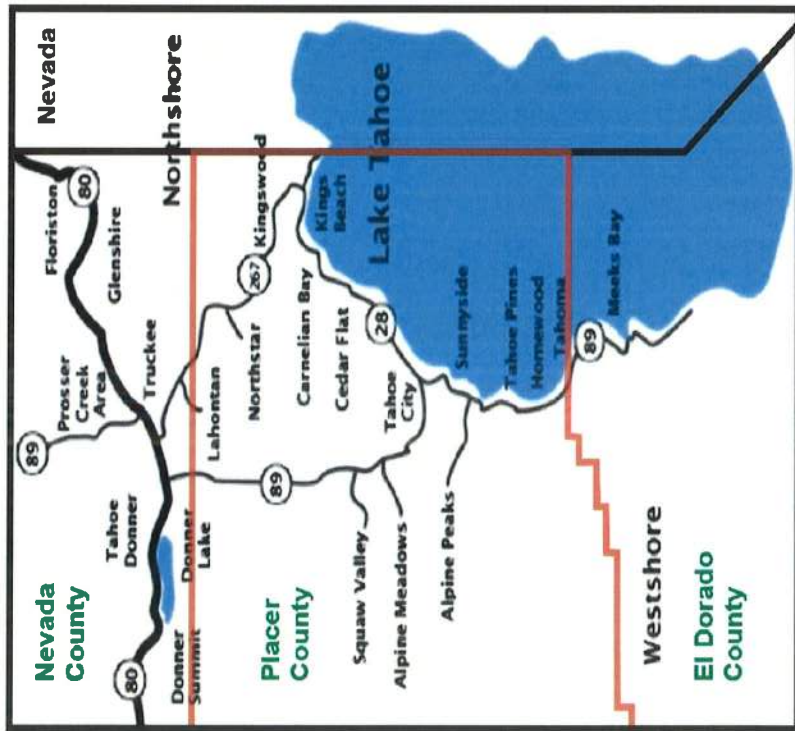 Nevada
Northshore
80
Floriston
Glenshire
Prosser
Creek
Area
Truckee
89
Tahoe
Donner
Donner
Lake
Nevada
County
80
Donner
Summit
Kingswood
267
Lahontan
Northstar
Kings
Beach
Lake Tahoe
Carnelian Bay
Cedar Flat
28
Tahoe
City
89
Placer
County
Squaw Valley
Alpine Meadows
Alpine Peaks
Sunnyside
Tahoe Pines
Homewood
Tahoma
Meeks Bay
89
Westshore
El Dorado
County